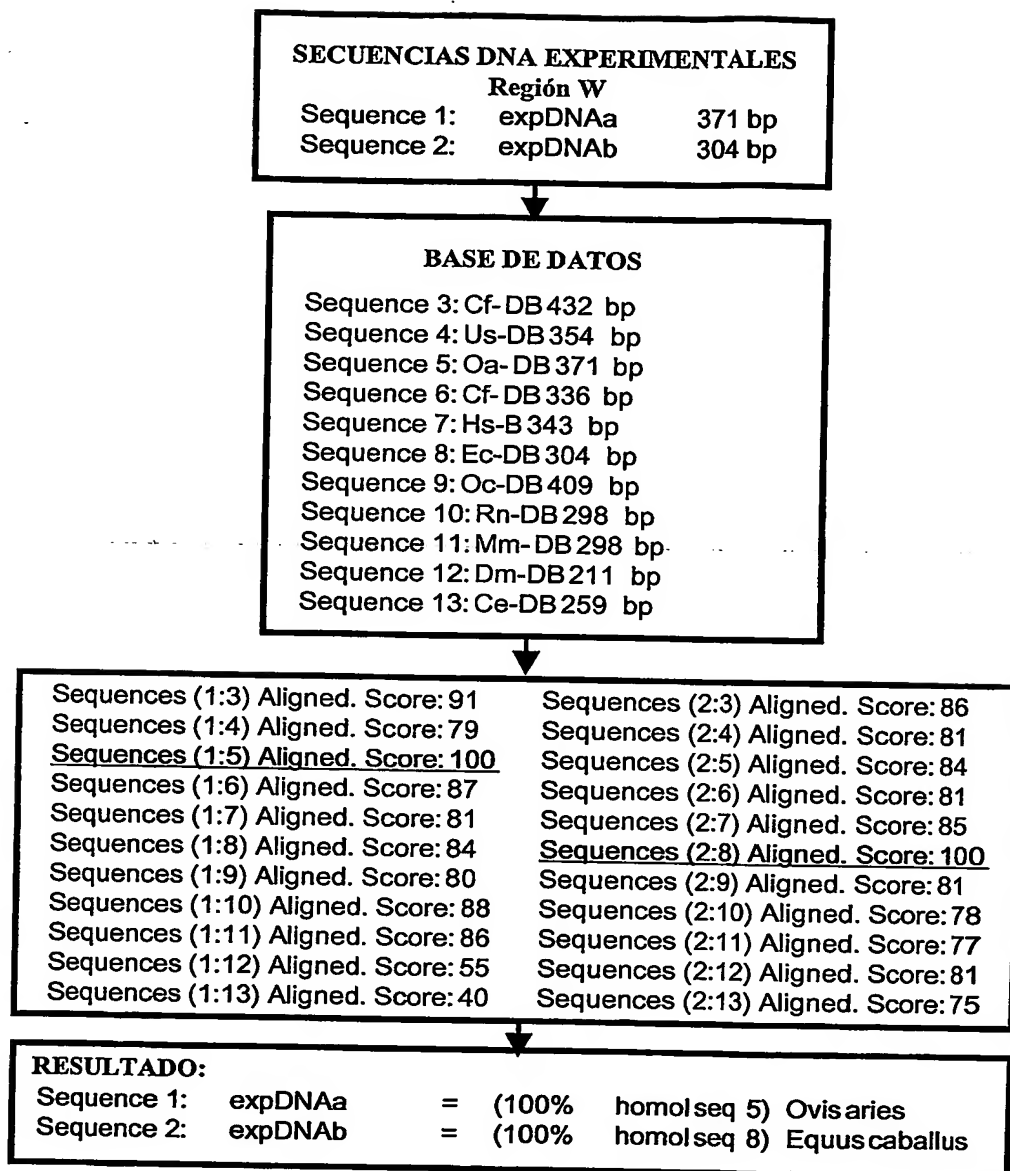 SECUENCIAS DNA EXPERIMENTALES
Región W
Sequence 1: expDNAa 371 bp
Sequence 2: expDNAb 304 bp
BASE DE DATOS
Sequence 3: Cf-DB 432 bp
Sequence 4: Us-DB 354 bp
Sequence 5: Oa-DB 371 bp
Sequence 6: Cf-DB 336 bp
Sequence 7: Hs-B 343 bp
Sequence 8: Ec-DB 304 bp
Sequence 9: Oc-DB 409 bp
Sequence 10: Rn-DB 298 bp
Sequence 11: Mm-DB 298 bp
Sequence 12: Dm-DB 211 bp
Sequence 13: Ce-DB 259 bp
Sequences (1:3) Aligned. Score: 91
Sequences (1:4) Aligned. Score: 79
Sequences (1:5) Aligned. Score: 100
Sequences (1:6) Aligned. Score: 87
Sequences (1:7) Aligned. Score: 81
Sequences (1:8) Aligned. Score: 84
Sequences (1:9) Aligned. Score: 80
Sequences (1:10) Aligned. Score: 88
Sequences (1:11) Aligned. Score: 86
Sequences (1:12) Aligned. Score: 55
Sequences (1:13) Aligned. Score: 40
Sequences (2:3) Aligned. Score: 86
Sequences (2:4) Aligned. Score: 81
Sequences (2:5) Aligned. Score: 84
Sequences (2:6) Aligned. Score: 81
Sequences (2:7) Aligned. Score: 85
Sequences (2:8) Aligned. Score: 100
Sequences (2:9) Aligned. Score: 81
Sequences (2:10) Aligned. Score: 78
Sequences (2:11) Aligned. Score: 77
Sequences (2:12) Aligned. Score: 81
Sequences (2:13) Aligned. Score: 75
RESULTADO:
Sequence 1: expDNAa = (100% homol seq 5) Ovis aries
Sequence 2: expDNAb = (100% homol seq 8) Equus caballus